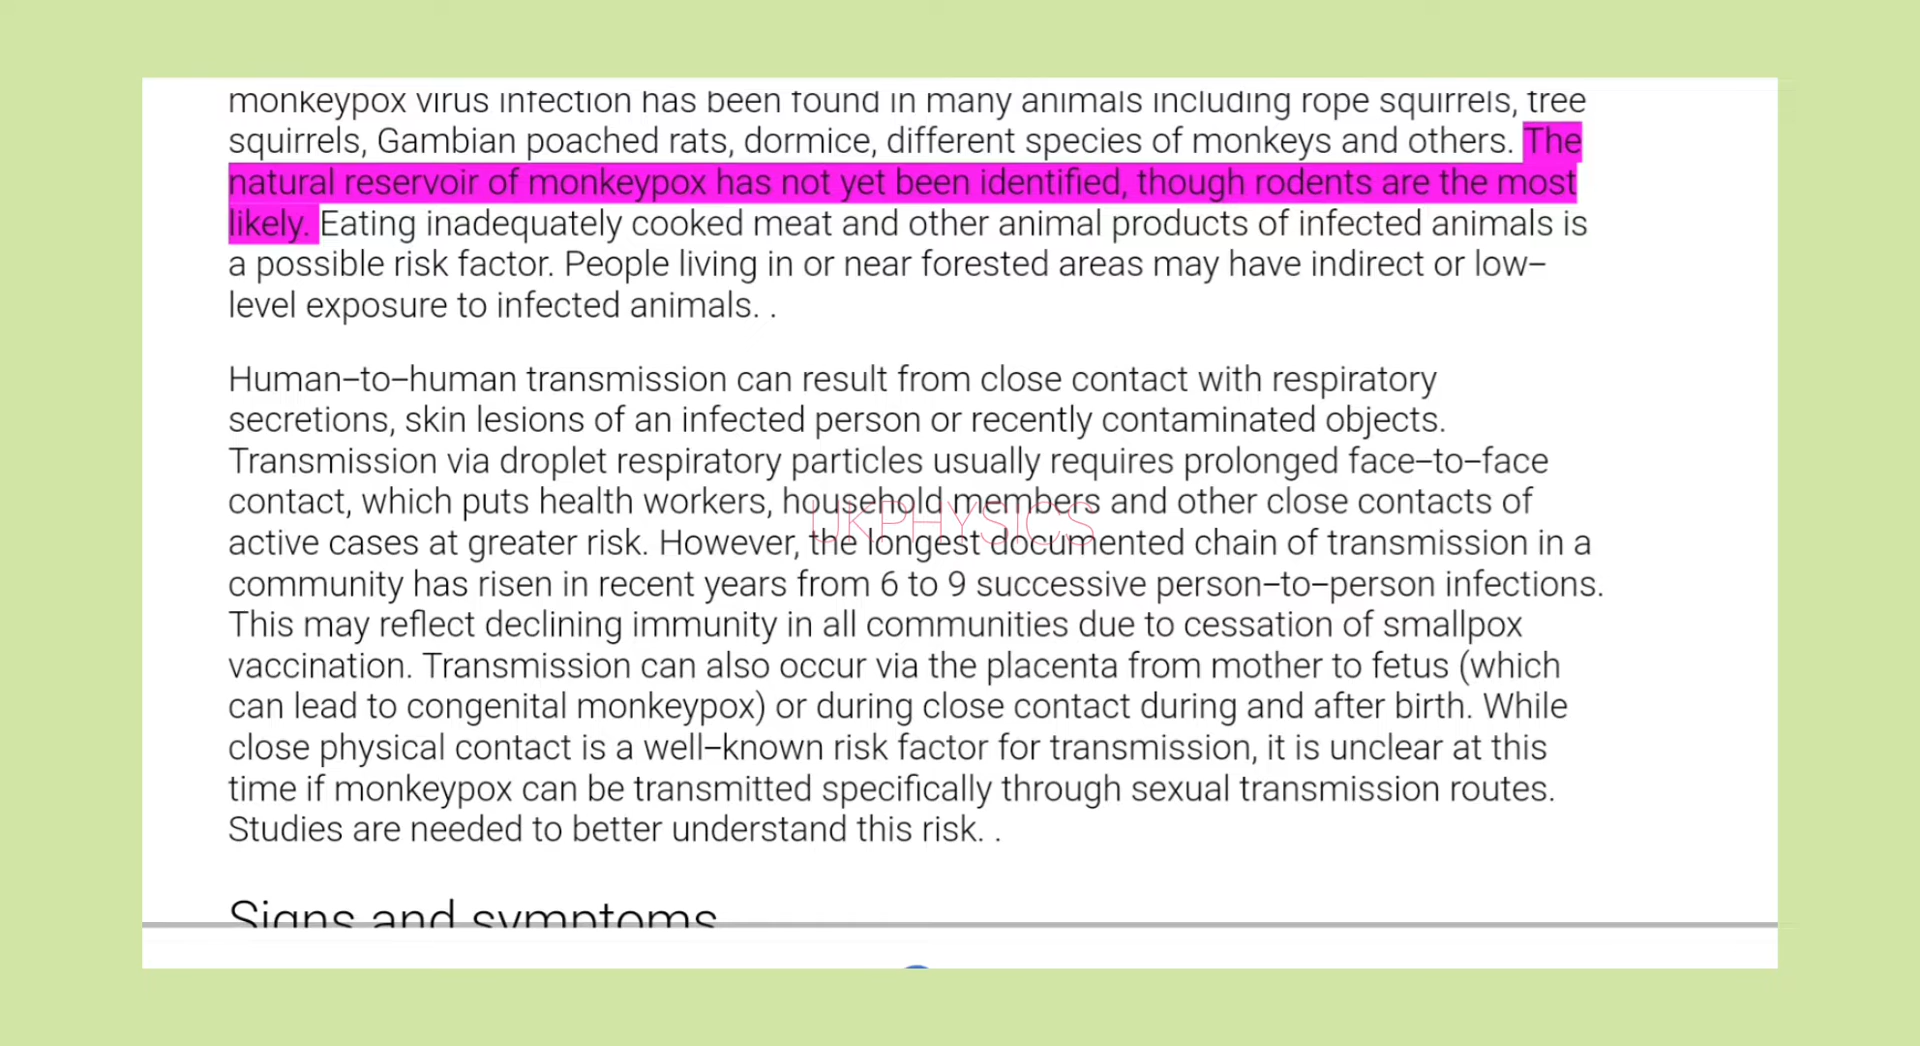 monkeypox virus infection has been found in many animals including rope squirrels, tree
squirrels, Gambian poached rats, dormice, different species of monkeys and others. The
natural reservoir of monkeypox has not yet been identified, though rodents are the most
likely. Eating inadequately cooked meat and other animal products of infected animals is
a possible risk factor. People living in or near forested areas may have indirect or low–
level exposure to infected animals. .
Human–to–human transmission can result from close contact with respiratory
secretions, skin lesions of an infected person or recently contaminated objects.
Transmission via droplet respiratory particles usually requires prolonged face–to–face
contact, which puts health workers, household members and other close contacts of
UKPHYSICS
active cases at greater risk. However, the longest documented chain of transmission in a
community has risen in recent years from 6 to 9 successive person–to–person infections.
This may reflect declining immunity in all communities due to cessation of smallpox
vaccination. Transmission can also occur via the placenta from mother to fetus (which
can lead to congenital monkeypox) or during close contact during and after birth. While
close physical contact is a well–known risk factor for transmission, it is unclear at this
time if monkeypox can be transmitted specifically through sexual transmission routes.
Studies are needed to better understand this risk. .
Signs and symptoms